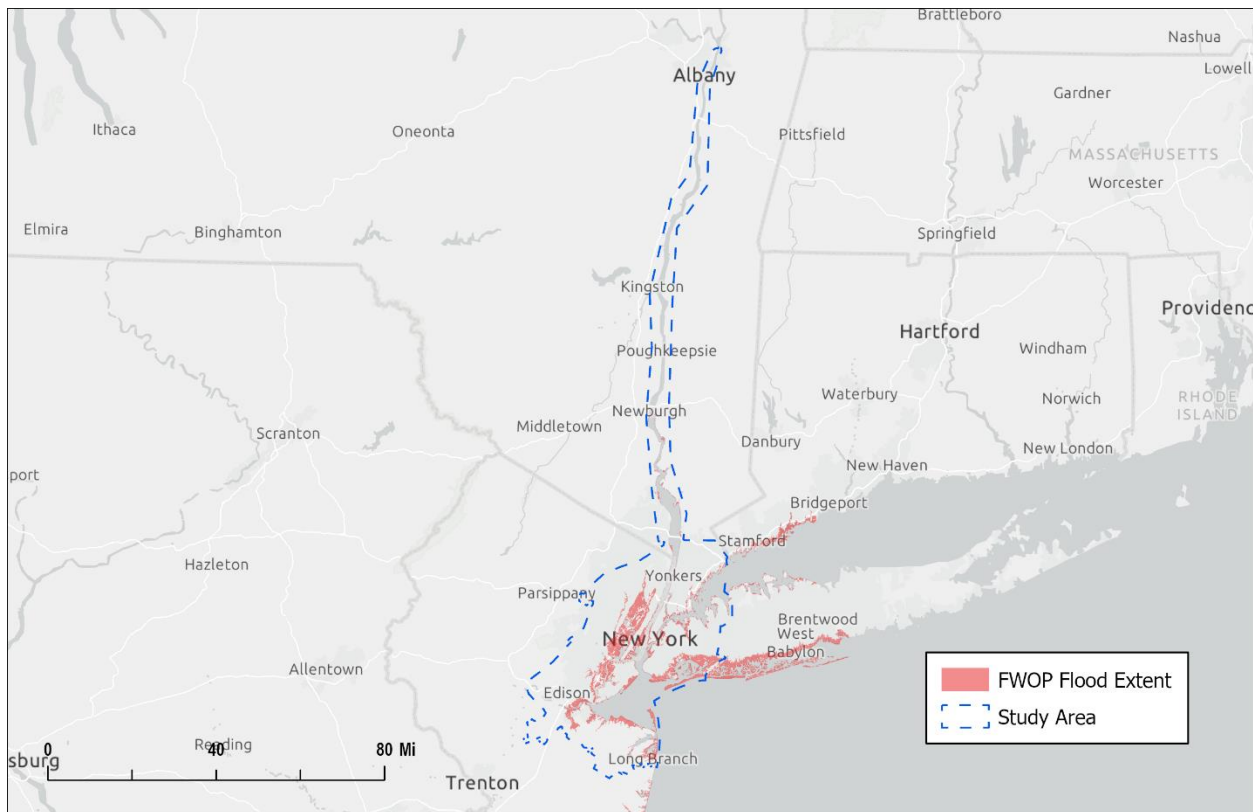 Brattleboro
Nashua
Lowell
Albany
Gardner
Ithaca
Oneonta
Pittsfield
MASSACHUSETTS
Worcester
Elmira
Binghamton
Springfield
Kingston
Providenc
Hartford
Poughkeepsie
Windham
Waterbury
Norwich
RHODE
ISLAND
Newburgh
Middletown
Scranton
Danbury
New London
New Haven
port
Bridgeport
Stamford
Hazleton
Yonkers
Parsippany
Brentwood
West
Babylon
New York
Allentown
Edison
FWOP Flood Extent
Study Area
Reading
0 40 80 Mi
sburg
Long Branch
Trenton